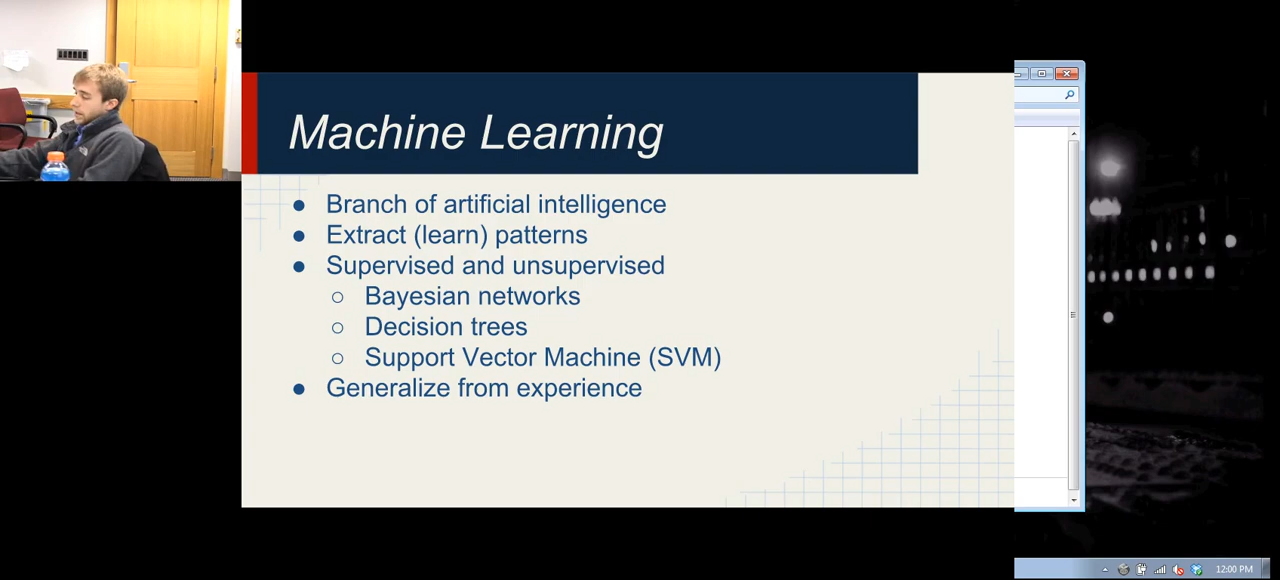 Machine Learning
● Branch of artificial intelligence
● Extract (learn) patterns
● Supervised and unsupervised
○ Bayesian networks
○ Decision trees
○ Support Vector Machine (SVM)
● Generalize from experience
12:00 PM